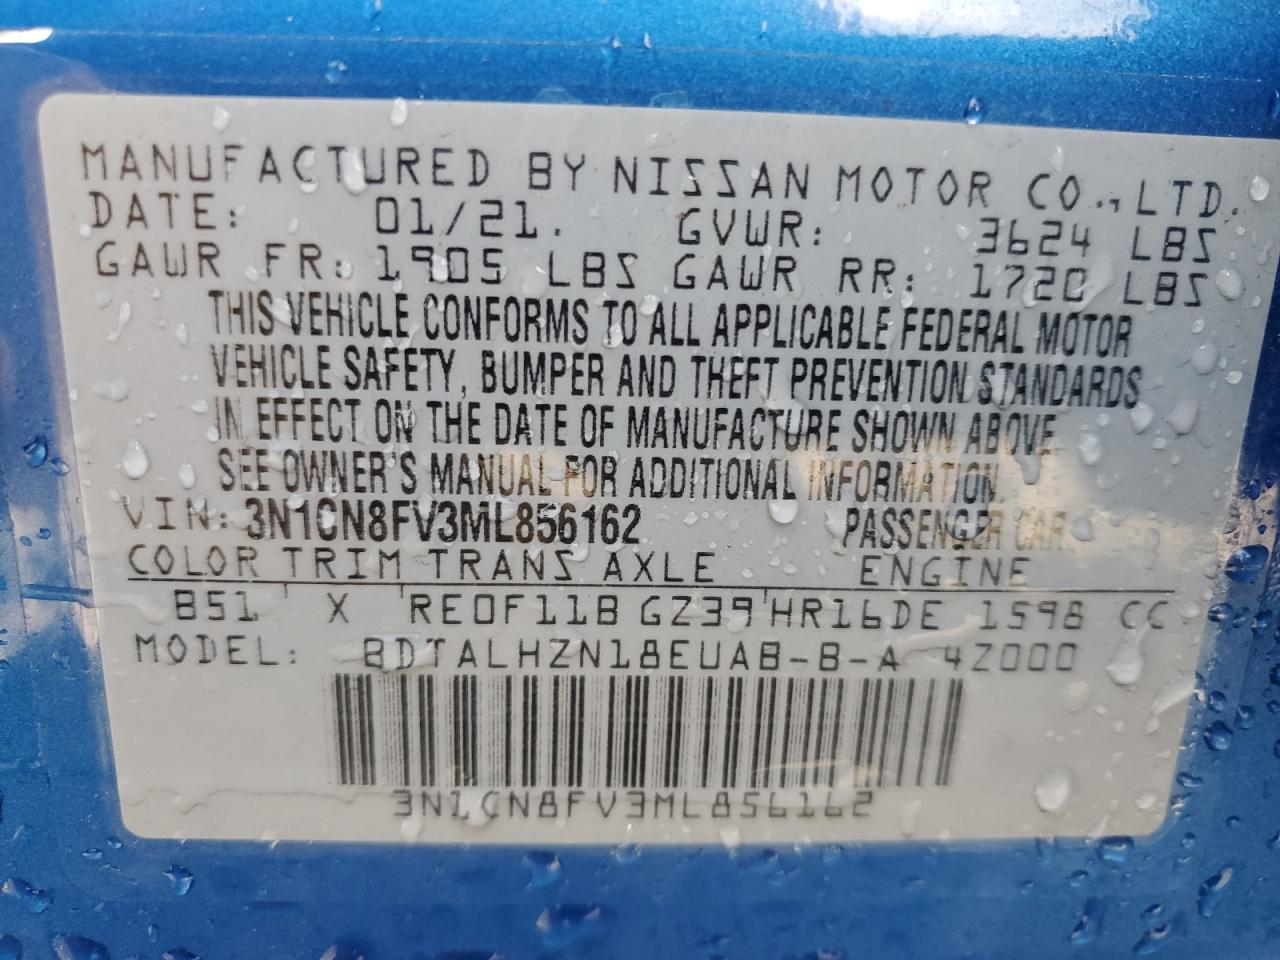 MANUFACTURED BY NISSAN MOTOR CO., LTD.
DATE: 01/21. GVWR: 3624 LBS
GAWR FR: 1905 LBS GAWR RR: 1720 LBS
THIS VEHICLE CONFORMS TO ALL APPLICABLE FEDERAL MOTOR
VEHICLE SAFETY, BUMPER AND THEFT PREVENTION STANDARDS
IN EFFECT ON THE DATE OF MANUFACTURE SHOWN ABOVE.
SEE OWNER'S MANUAL FOR ADDITIONAL INFORMATION.
VIN: 3N1CN8FV3ML856162 PASSENGER CAR
COLOR TRIM TRANS AXLE ENGINE
B51 X RE0F11B GZ39 HR16DE 1598 CC
MODEL: BDTALHZN18EUAB-B-A 4Z000
3N1CN8FV3ML856162